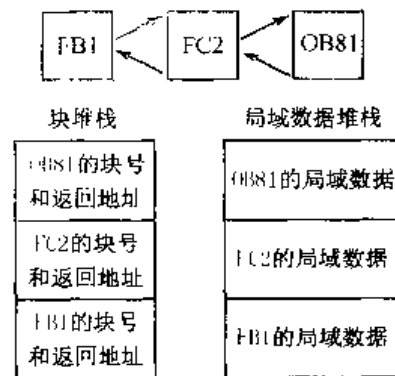 FB1 FC2 OB81
块堆栈 局域数据堆栈
OB81的块号
和返回地址
OB81的局域数据
FC2的块号
和返回地址
FC2的局域数据
FB1的块号
和返回地址
FB1的局域数据